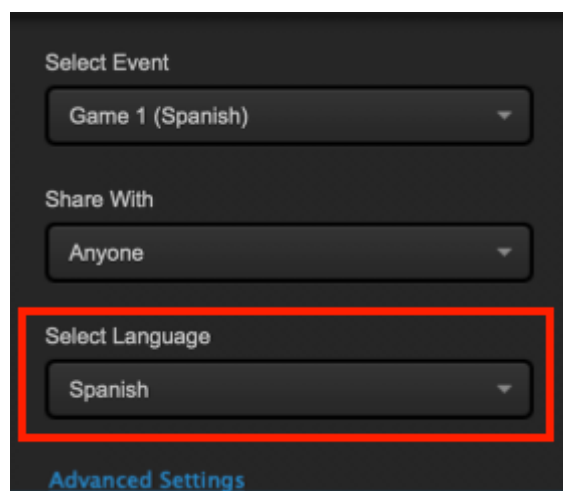 Select Event
Game 1 (Spanish)
Share With
Anyone
Select Language
Spanish
Advanced Settings